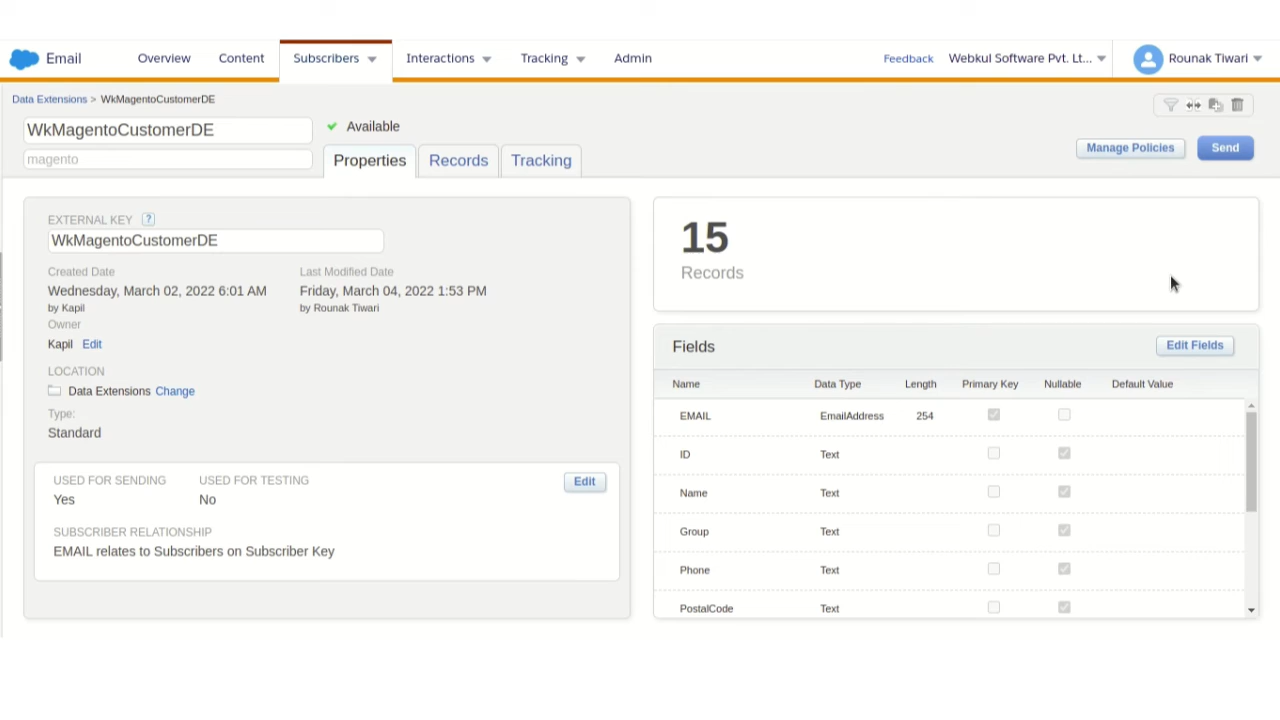 Email Overview Content Subscribers Interactions Tracking Admin Feedback Webkul Software Pvt. Lt... Rounak Tiwari
Data Extensions > WkMagentoCustomerDE
WkMagentoCustomerDE
Available
magento
Properties Records Tracking
Manage Policies Send
EXTERNAL KEY ?
WkMagentoCustomerDE
Created Date Last Modified Date
Wednesday, March 02, 2022 6:01 AM Friday, March 04, 2022 1:53 PM
by Kapil by Rounak Tiwari
Owner
Kapil Edit
LOCATION
Data Extensions Change
Type:
Standard
USED FOR SENDING USED FOR TESTING Edit
Yes No
SUBSCRIBER RELATIONSHIP
EMAIL relates to Subscribers on Subscriber Key
15
Records
Fields Edit Fields
Name Data Type Length Primary Key Nullable Default Value
EMAIL EmailAddress 254
ID Text
Name Text
Group Text
Phone Text
PostalCode Text